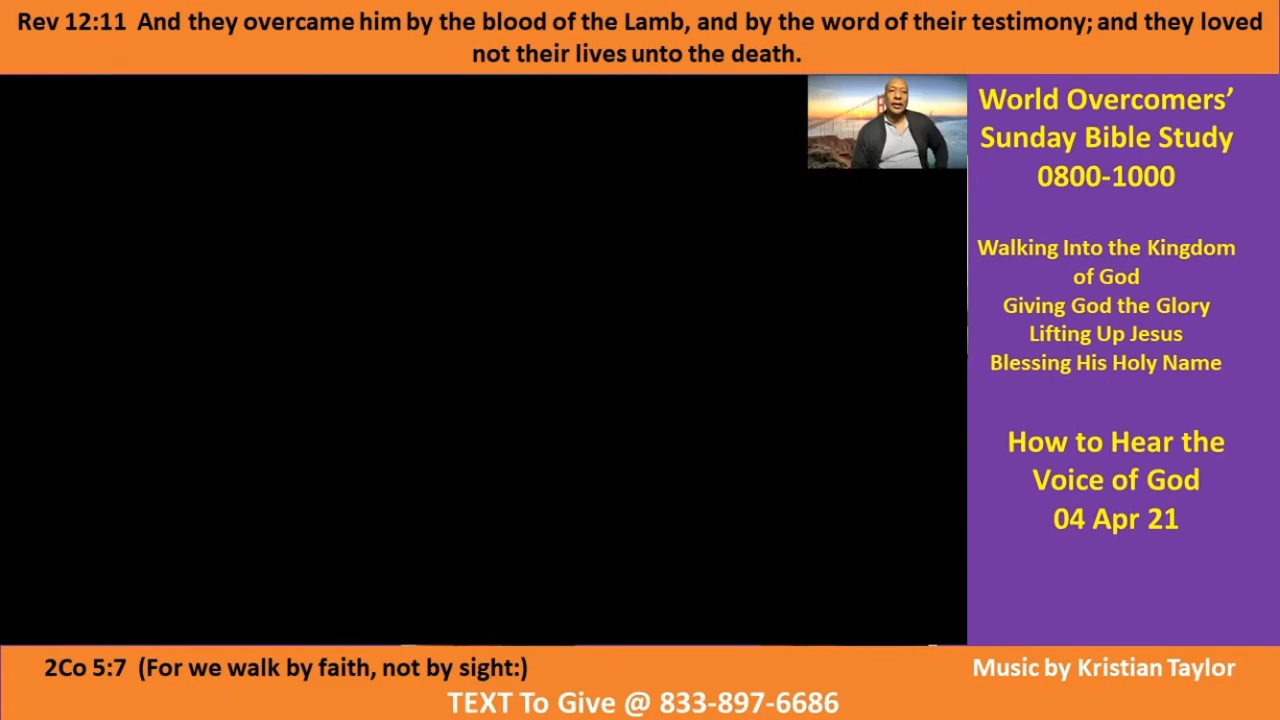 Rev 12:11  And they overcame him by the blood of the Lamb, and by the word of their testimony; and they loved
not their lives unto the death.
World Overcomers’
Sunday Bible Study
0800-1000
Walking Into the Kingdom
of God
Giving God the Glory
Lifting Up Jesus
Blessing His Holy Name
How to Hear the
Voice of God
04 Apr 21
2Co 5:7  (For we walk by faith, not by sight:)
Music by Kristian Taylor
TEXT To Give @ 833-897-6686